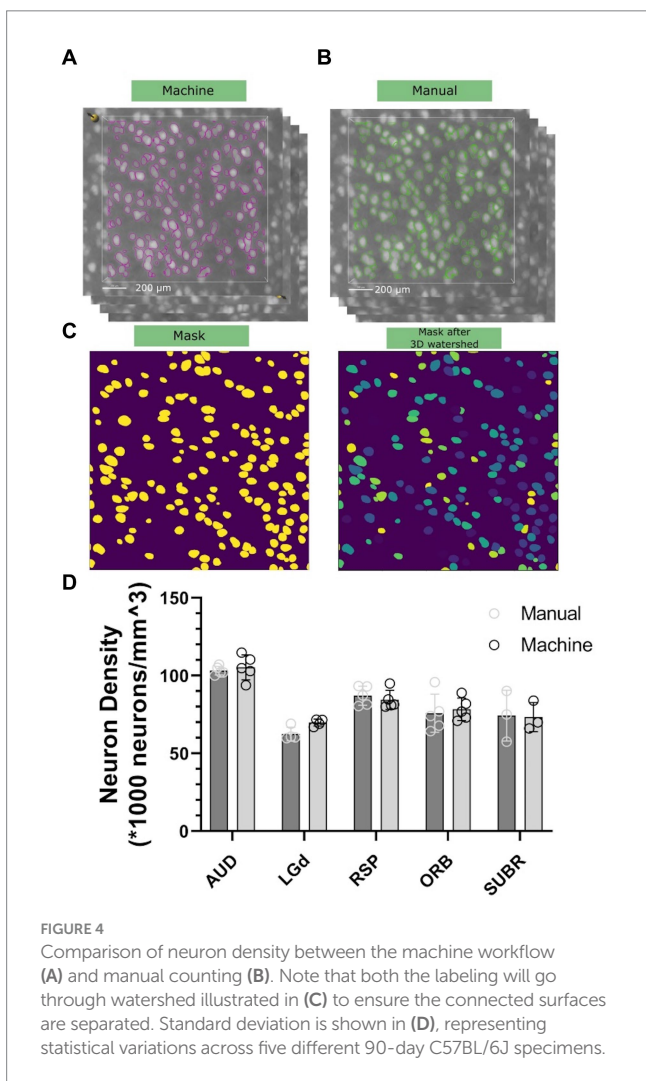 A
B
Machine
Manual
200 µm
200 µm
C
Mask
Mask after
3D watershed
D
Neuron Density
(*1000 neurons/mm^3)
150
100
50
0
Manual
Machine
AUD
LGd
RSP
ORB
SUBR
FIGURE 4
Comparison of neuron density between the machine workflow
(A) and manual counting (B). Note that both the labeling will go
through watershed illustrated in (C) to ensure the connected surfaces
are separated. Standard deviation is shown in (D), representing
statistical variations across five different 90-day C57BL/6J specimens.